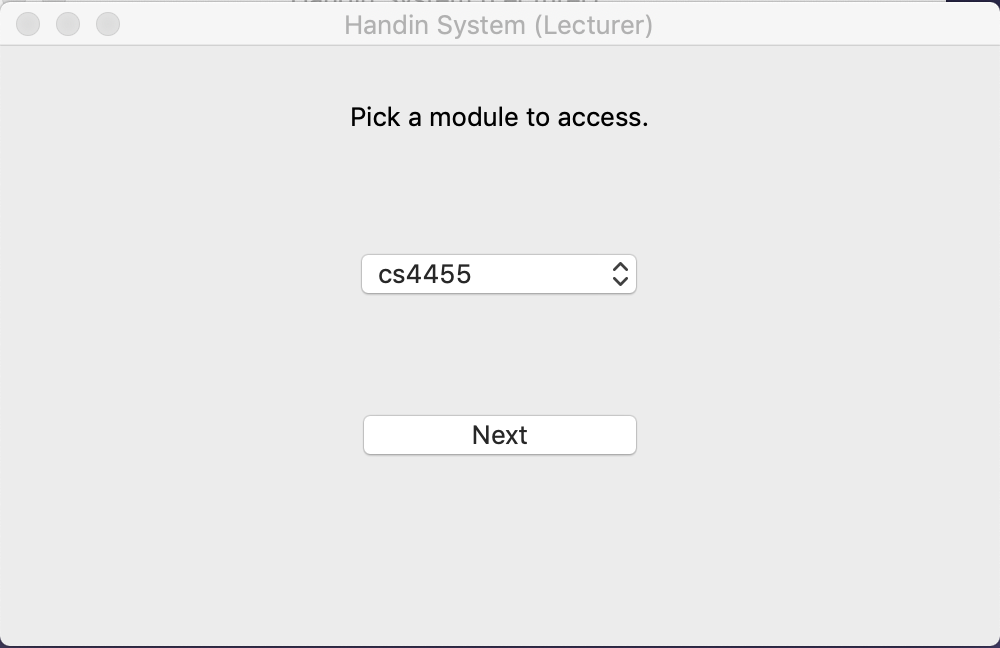 Handin System (Lecturer)
Pick a module to access.
cs4455
Next